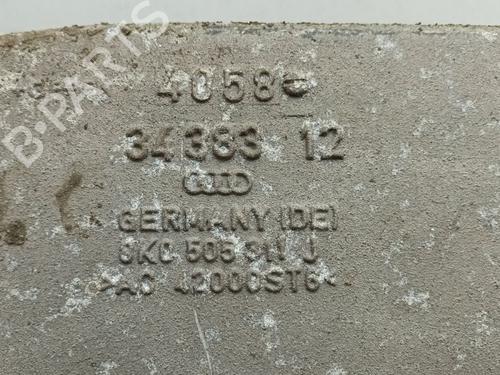 B-PARTS
4058
34383 12
GERMANY (DE)
8K0 505 311 J
>AC-42000ST6<